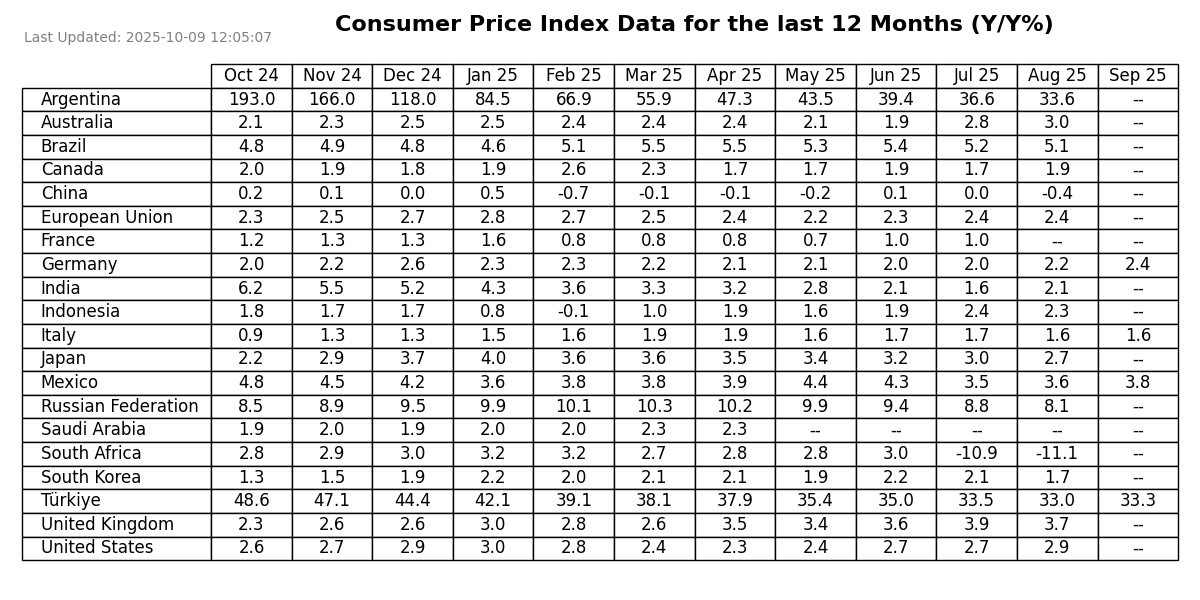 Consumer Price Index Data for the last 12 Months (Y/Y%)
Last Updated: 2025-10-09 12:05:07
Oct 24 Nov 24 Dec 24 Jan 25 Feb 25 Mar 25 Apr 25 May 25 Jun 25 Jul 25 Aug 25 Sep 25
Argentina 193.0 166.0 118.0 84.5 66.9 55.9 47.3 43.5 39.4 36.6 33.6 --
Australia 2.1 2.3 2.5 2.5 2.4 2.4 2.4 2.1 1.9 2.8 3.0 --
Brazil 4.8 4.9 4.8 4.6 5.1 5.5 5.5 5.3 5.4 5.2 5.1 --
Canada 2.0 1.9 1.8 1.9 2.6 2.3 1.7 1.7 1.9 1.7 1.9 --
China 0.2 0.1 0.0 0.5 -0.7 -0.1 -0.1 -0.2 0.1 0.0 -0.4 --
European Union 2.3 2.5 2.7 2.8 2.7 2.5 2.4 2.2 2.3 2.4 2.4 --
France 1.2 1.3 1.3 1.6 0.8 0.8 0.8 0.7 1.0 1.0 -- --
Germany 2.0 2.2 2.6 2.3 2.3 2.2 2.1 2.1 2.0 2.0 2.2 2.4
India 6.2 5.5 5.2 4.3 3.6 3.3 3.2 2.8 2.1 1.6 2.1 --
Indonesia 1.8 1.7 1.7 0.8 -0.1 1.0 1.9 1.6 1.9 2.4 2.3 --
Italy 0.9 1.3 1.3 1.5 1.6 1.9 1.9 1.6 1.7 1.7 1.6 1.6
Japan 2.2 2.9 3.7 4.0 3.6 3.6 3.5 3.4 3.2 3.0 2.7 --
Mexico 4.8 4.5 4.2 3.6 3.8 3.8 3.9 4.4 4.3 3.5 3.6 3.8
Russian Federation 8.5 8.9 9.5 9.9 10.1 10.3 10.2 9.9 9.4 8.8 8.1 --
Saudi Arabia 1.9 2.0 1.9 2.0 2.0 2.3 2.3 -- -- -- -- --
South Africa 2.8 2.9 3.0 3.2 3.2 2.7 2.8 2.8 3.0 -10.9 -11.1 --
South Korea 1.3 1.5 1.9 2.2 2.0 2.1 2.1 1.9 2.2 2.1 1.7 --
Türkiye 48.6 47.1 44.4 42.1 39.1 38.1 37.9 35.4 35.0 33.5 33.0 33.3
United Kingdom 2.3 2.6 2.6 3.0 2.8 2.6 3.5 3.4 3.6 3.9 3.7 --
United States 2.6 2.7 2.9 3.0 2.8 2.4 2.3 2.4 2.7 2.7 2.9 --